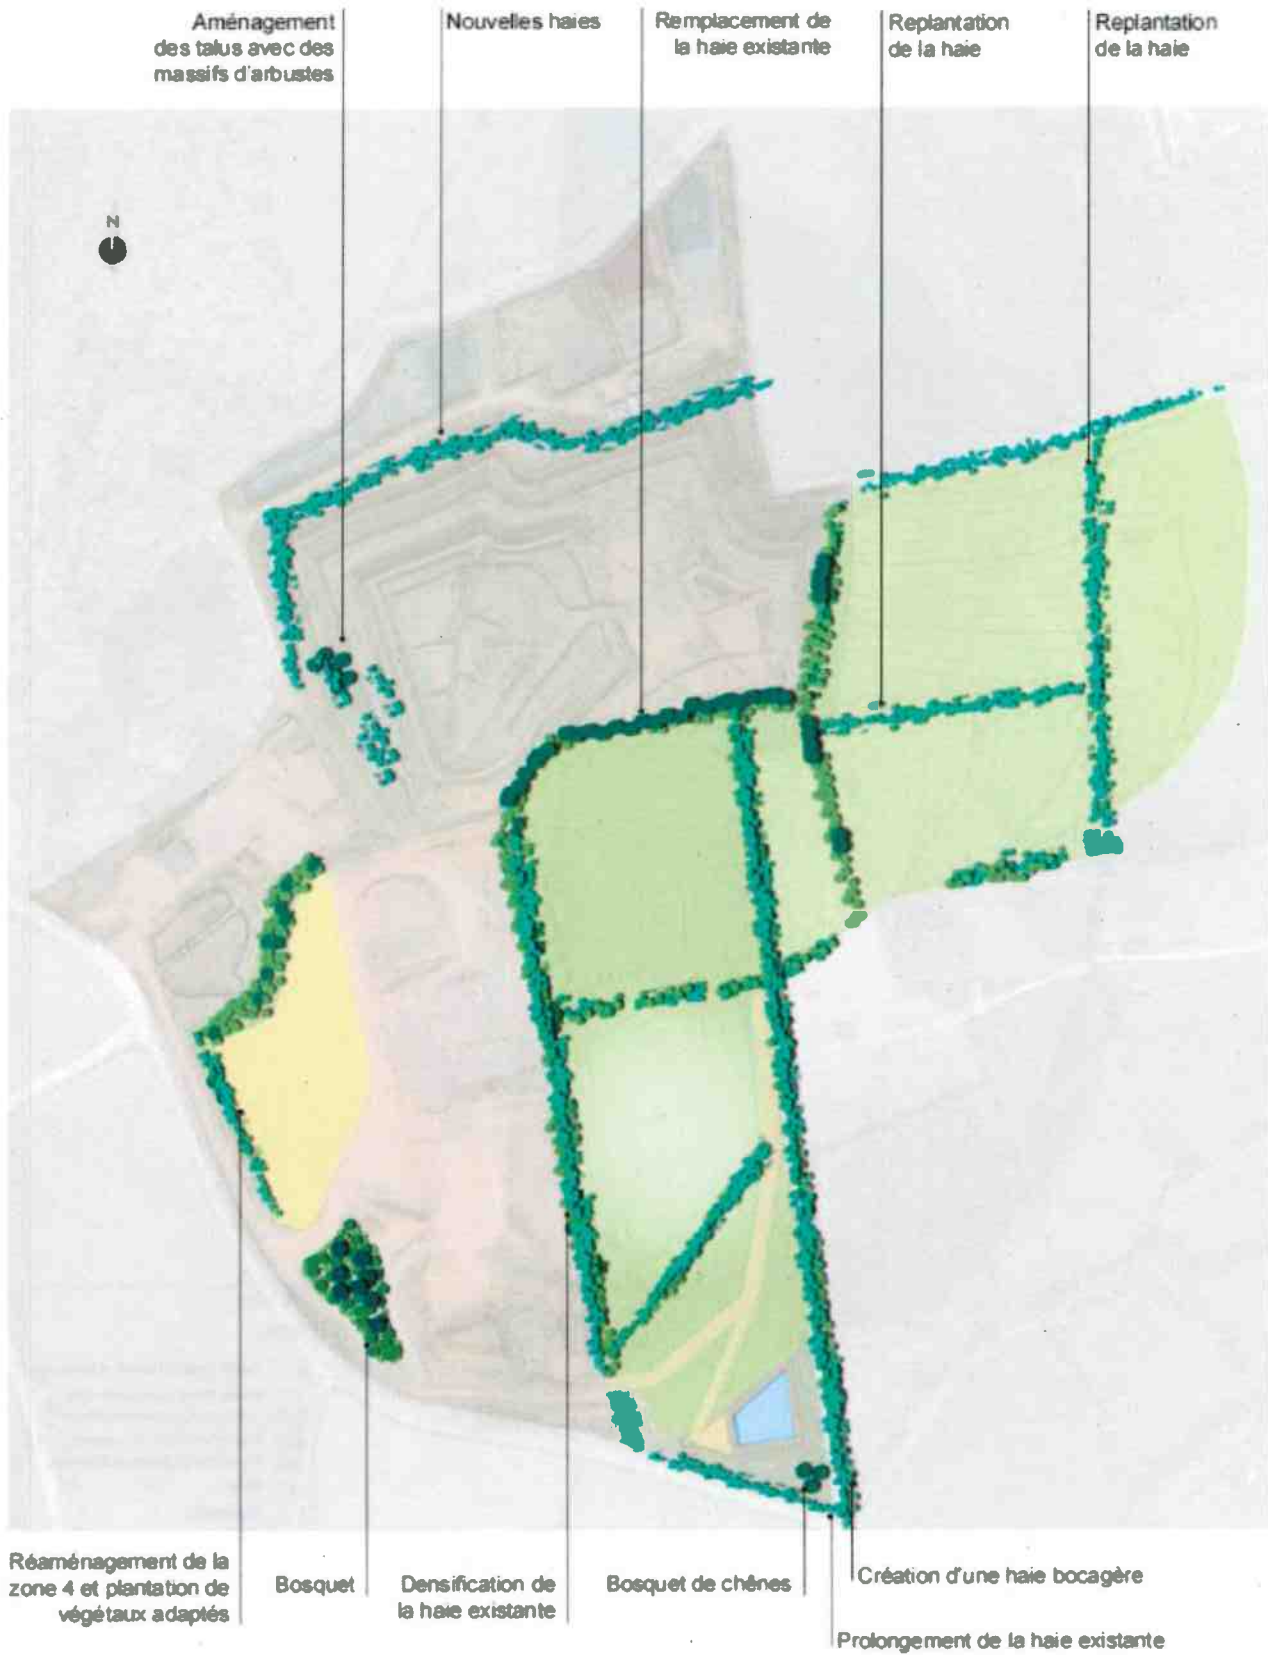 Aménagement
des talus avec des
massifs d'arbustes
Nouvelles haies
Remplacement de
la haie existante
Replantation
de la haie
Replantation
de la haie
N
Réaménagement de la
zone 4 et plantation de
végétaux adaptés
Bosquet
Densification de
la haie existante
Bosquet de chênes
Création d'une haie bocagère
Prolongement de la haie existante